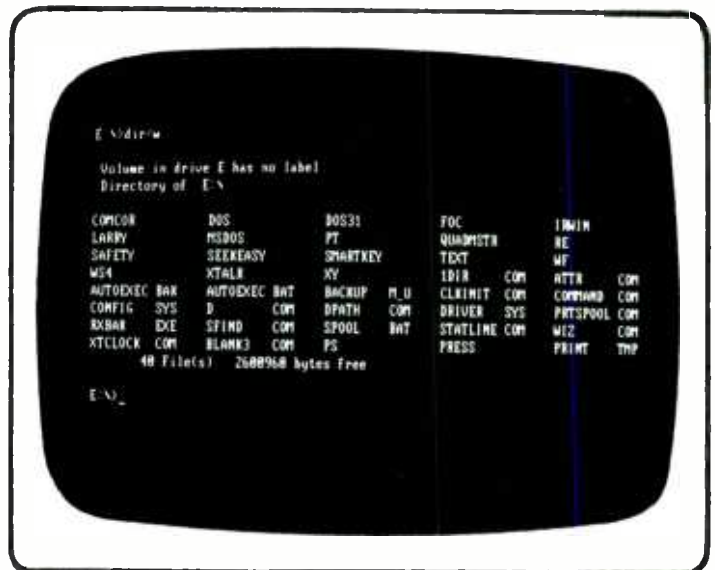 E:\>dir/w
Volume in drive E has no label
Directory of E:\
COMCOR DOS DOS31 FOC IRWIN
LARRY MSDOS PT QUADMSTR RE
SAFETY SEEKEASY SMARTKEY TEXT WF
WS4 XTALK XY 1DIR COM ATTR COM
AUTOEXEC BAK AUTOEXEC BAT BACKUP M_U CLKINIT COM COMMAND COM
CONFIG SYS D COM DPATH COM DRIVER SYS PRTSPOOL COM
RXBAK EXE SFIND COM SPOOL BAT STATLINE COM WIZ COM
XTCLOCK COM BLANK3 COM PS PRESS PRINT TMP
40 File(s) 2600960 bytes free
E:\>_